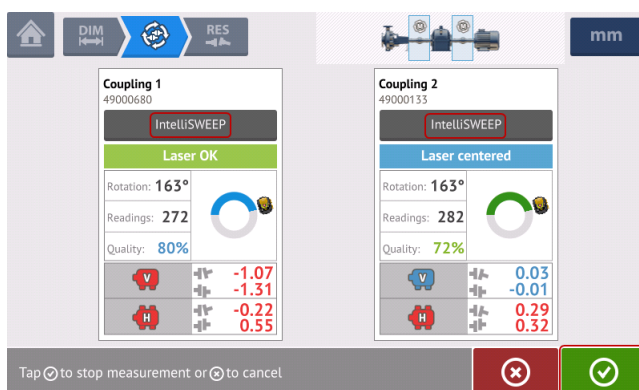 DIM
RES
mm
Coupling 1
49000680
IntelliSWEEP
Laser OK
Rotation: 163°
Readings: 272
Quality: 80%
V
-1.07
-1.31
H
-0.22
0.55
Coupling 2
49000133
IntelliSWEEP
Laser centered
Rotation: 163°
Readings: 282
Quality: 72%
V
0.03
-0.01
H
0.29
0.32
Tap to stop measurement or to cancel